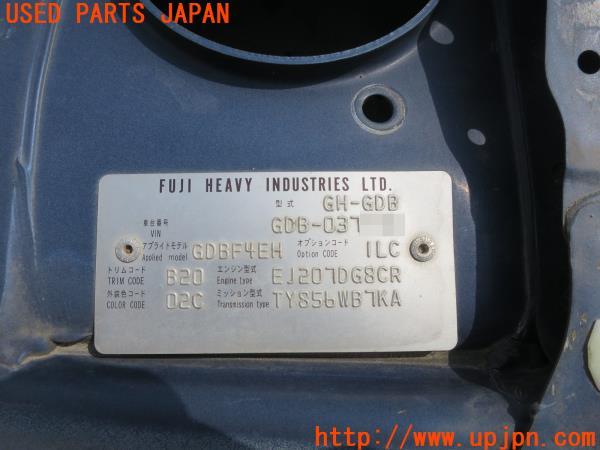 USED PARTS JAPAN
FUJI HEAVY INDUSTRIES LTD.
型式 GH-GDB
車台番号 VIN GDB-037
アプライドモデル Applied model GDBF4EH オプションコード Option CODE 1LC
トリムコード TRIM CODE B20 エンジン型式 Engine type EJ207DG8CR
外装色コード COLOR CODE 02C ミッション型式 Transmission type TY856WB7KA
U.P.J
http://www.upjpn.com/